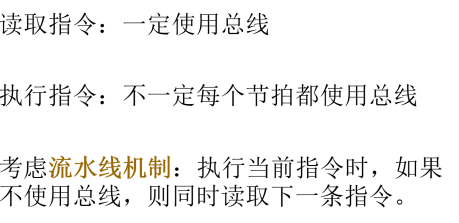 读取指令：一定使用总线
执行指令：不一定每个节拍都使用总线
考虑流水线机制：执行当前指令时，如果
不使用总线，则同时读取下一条指令。